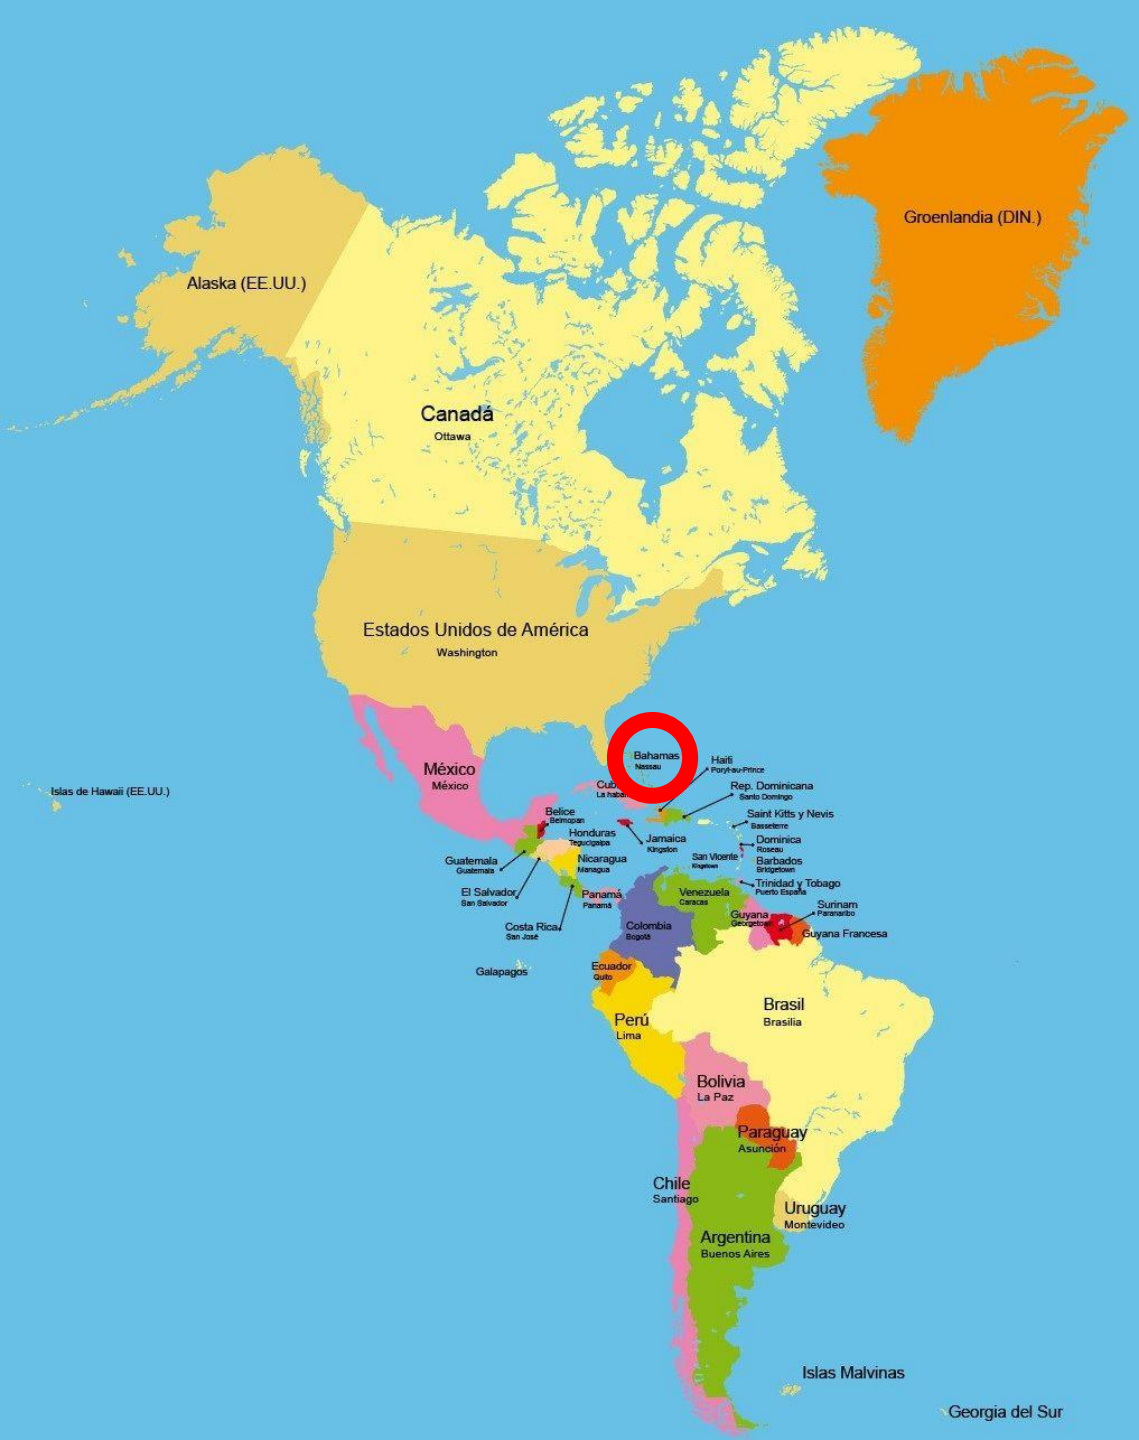 Groenlandia (DIN.)
Alaska (EE.UU.)
Canadá
Ottawa
Estados Unidos de América
Washington
Bahamas
Nassau
Haiti
México
México
Islas de Hawaii (EE.UU.)
Rep. Dominicana
Santo Domingo
La haba
Belice
Belmopan
Saint Kitts y Nevis
Basseterre
Honduras
Tegucigalpa
Jamaica
Kingston
Dominica
Roseau
Guatemala
Guatemala
Nicaragua
Managua
San Vicente
Kingstown
Barbados
Bridgetown
El Salvador
San Salvador
Panamá
Panamá
Venezuela
Caracas
Trinidad y Tobago
Puerto España
Costa Rica
San José
Colombia
Bogotá
Guyana
Georgetown
Surinam
Paranaribo
Guyana Francesa
Galapagos
Ecuador
Quito
Perú
Lima
Brasil
Brasilia
Bolivia
La Paz
Paraguay
Asunción
Chile
Santiago
Uruguay
Montevideo
Argentina
Buenos Aires
Islas Malvinas
Georgia del Sur